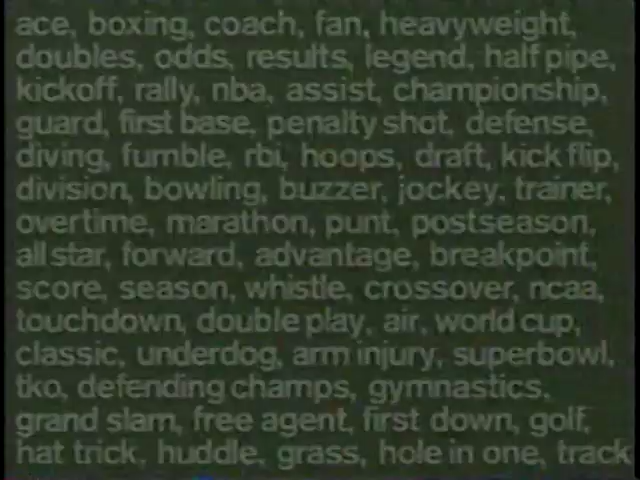 ace, boxing, coach, fan, heavyweight,
doubles, odds, results, legend, half pipe,
kickoff, rally, nba, assist, championship,
guard, first base, penalty shot, defense,
diving, fumble, rbi, hoops, draft, kick flip,
division, bowling, buzzer, jockey, trainer,
overtime, marathon, punt, postseason,
all star, forward, advantage, breakpoint,
score, season, whistle, crossover, ncaa,
touchdown, double play, air, world cup,
classic, underdog, arm injury, superbowl,
tko, defending champs, gymnastics,
grand slam, free agent, first down, golf,
hat trick, huddle, grass, hole in one, track